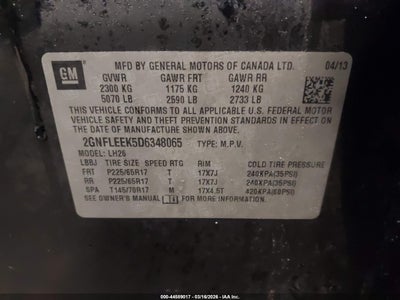 GM
MFD BY GENERAL MOTORS OF CANADA LTD. 04/13
GVWR GAWR FRT GAWR RR
2300 KG 1175 KG 1240 KG
5070 LB 2590 LB 2733 LB
THIS VEHICLE CONFORMS TO ALL APPLICABLE U.S. FEDERAL MOTOR
VEHICLE SAFETY AND THEFT PREVENTION STANDARDS IN EFFECT ON
THE DATE OF MANUFACTURE SHOWN ABOVE.
2GNFLEEK5D6348065 TYPE: M.P.V.
MODEL: LH26
LBBJ TIRE SIZE SPEED RTG RIM COLD TIRE PRESSURE
FRT P225/65R17 T 17X7J 240KPA(35PSI)
RR P225/65R17 T 17X7J 240KPA(35PSI)
SPA T145/70R17 M 17X4.5T 420KPA(60PSI)
SEE OWNER'S MANUAL FOR MORE INFORMATION.
000-44589017 - 03/18/2026 - IAA Inc.